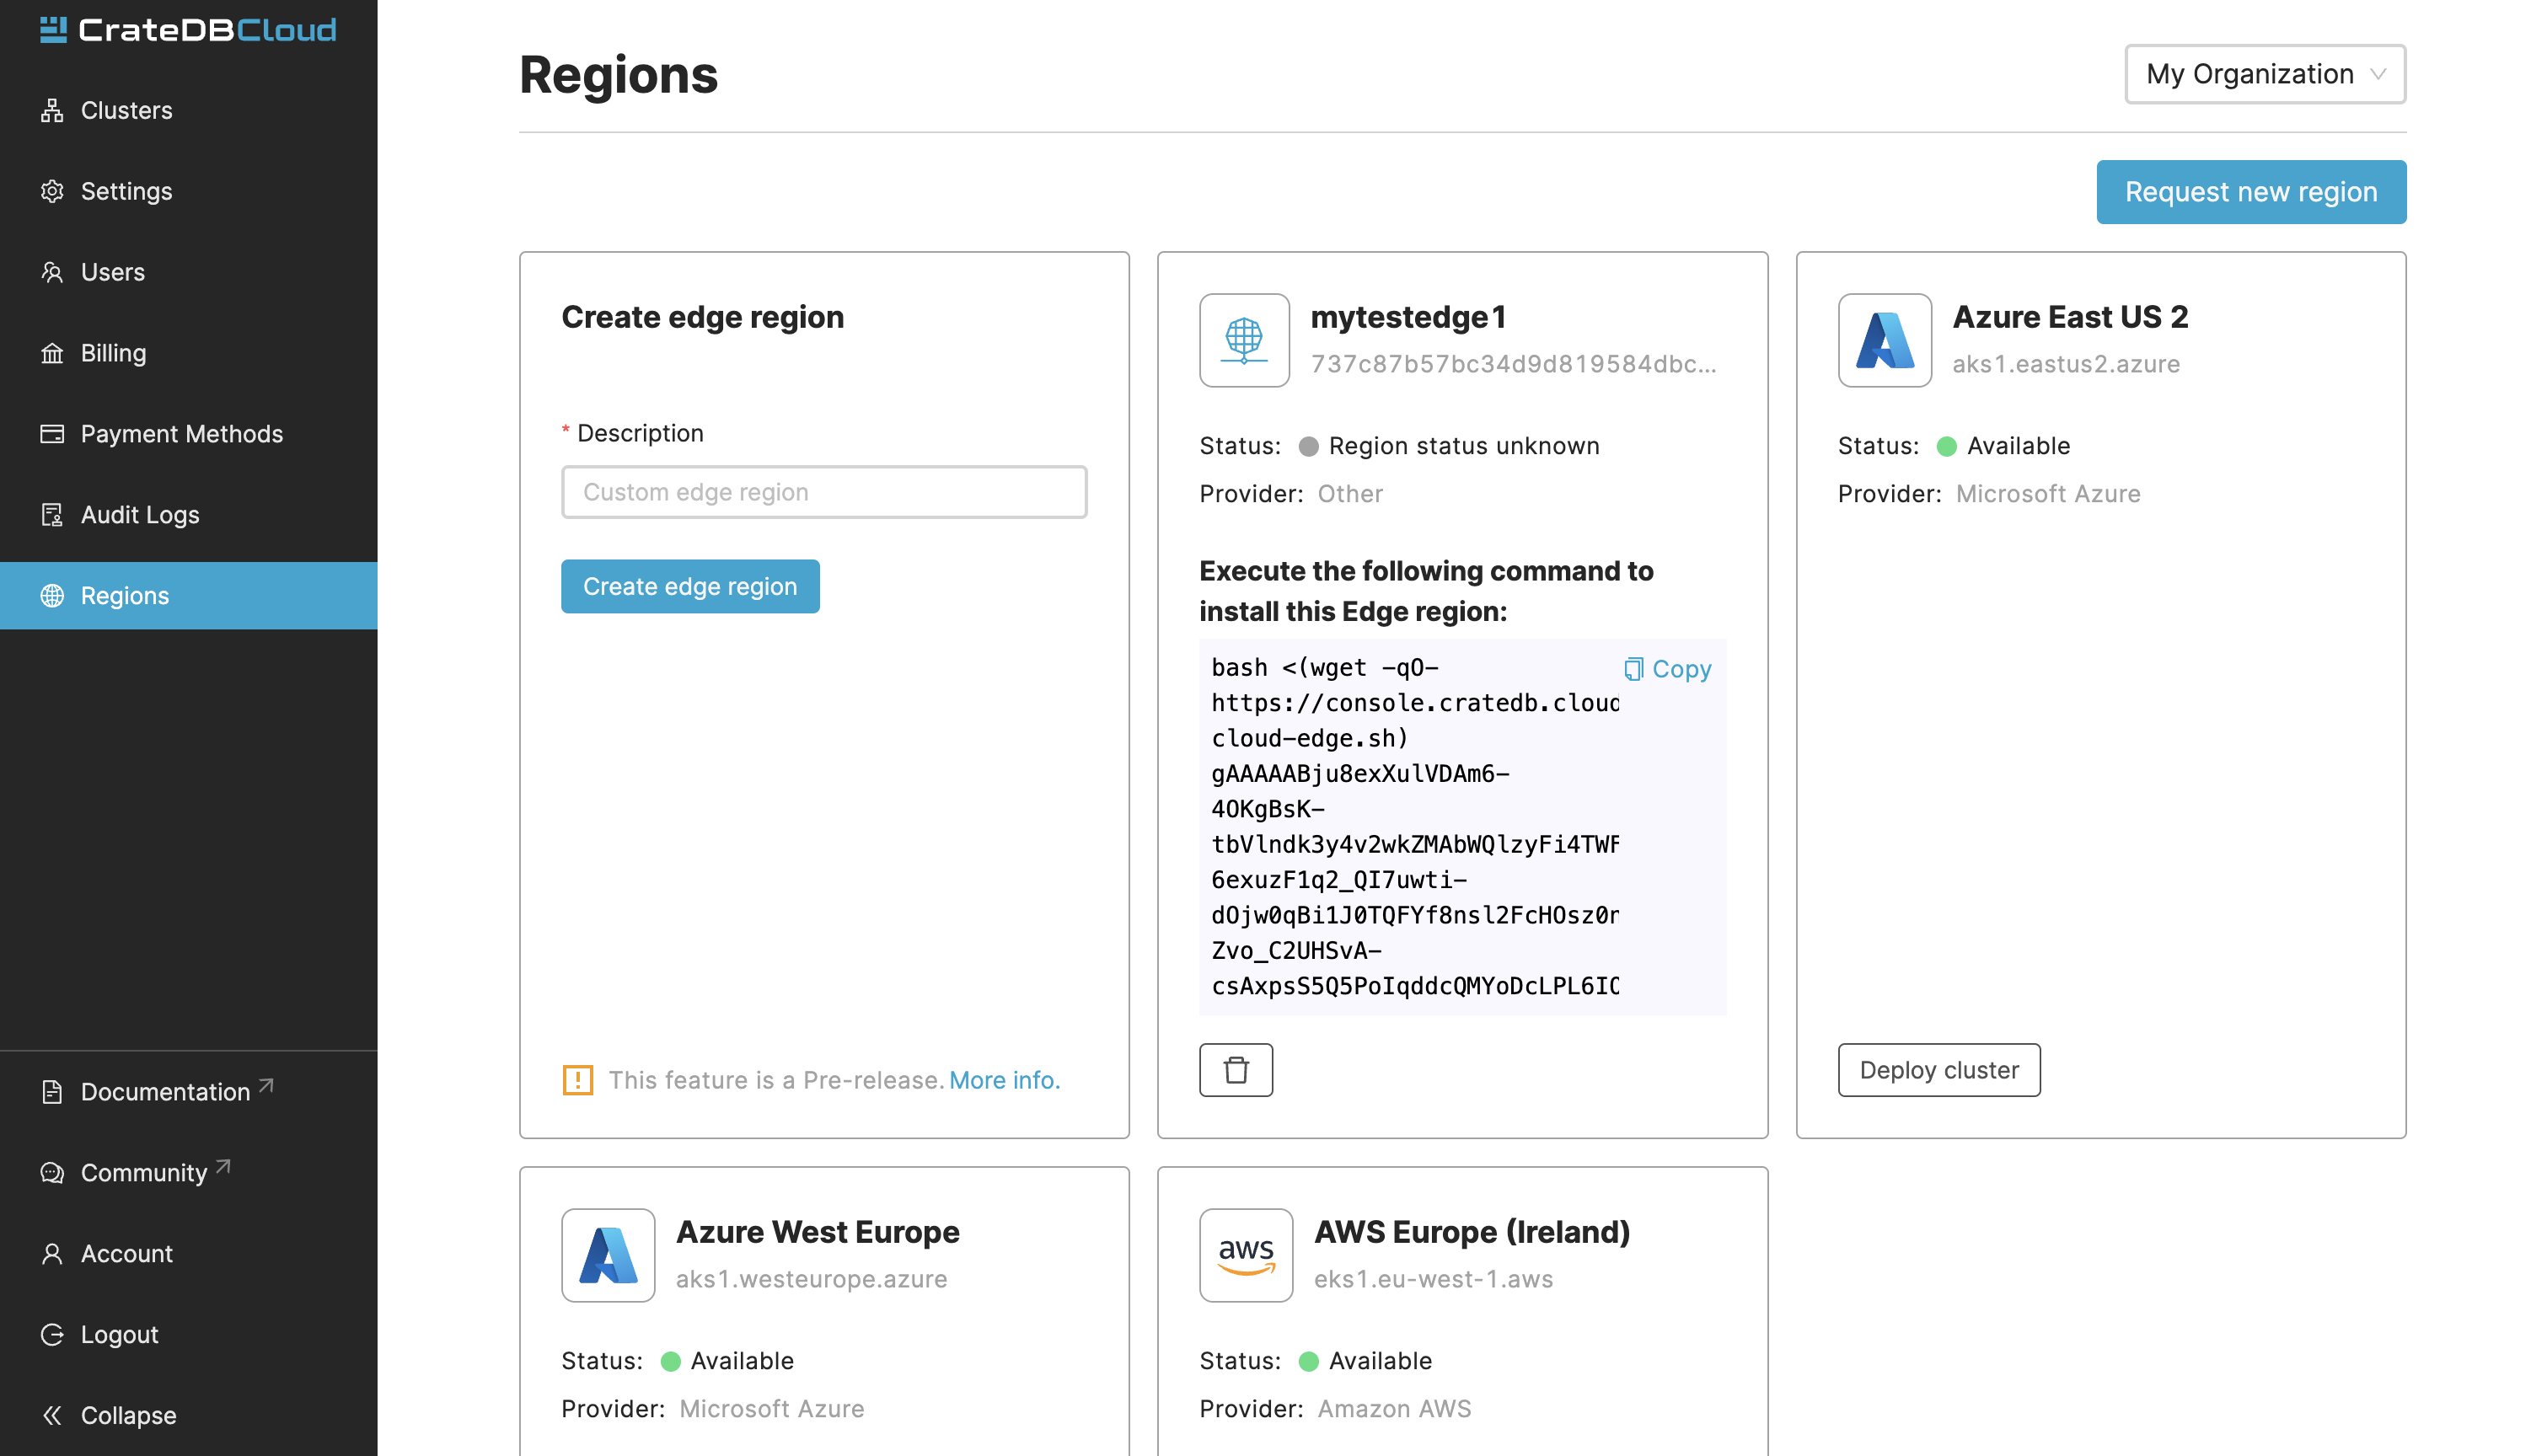 CrateDBCloud
Clusters
Settings
Users
Billing
Payment Methods
Audit Logs
Regions
Documentation
Community
Account
Logout
Collapse
Regions
My Organization
Request new region
Create edge region
* Description
Custom edge region
Create edge region
This feature is a Pre-release. More info.
mytestedge1
737c87b57bc34d9d819584dbc...
Status: Region status unknown
Provider: Other
Execute the following command to
install this Edge region:
Copy
bash <(wget -qO-
https://console.cratedb.cloud
cloud-edge.sh)
gAAAAABju8exXulVDAm6-
4OKgBsK-
tbVlndk3y4v2wkZMAbWQlzyFi4TWF
6exuzF1q2_QI7uwti-
dOjw0qBi1J0TQFYf8nsl2FcHOsz0r
Zvo_C2UHSvA-
csAxpsS5Q5PoIqddcQMYoDcLPL6IO
Azure East US 2
aks1.eastus2.azure
Status: Available
Provider: Microsoft Azure
Deploy cluster
Azure West Europe
aks1.westeurope.azure
Status: Available
Provider: Microsoft Azure
aws
AWS Europe (Ireland)
eks1.eu-west-1.aws
Status: Available
Provider: Amazon AWS